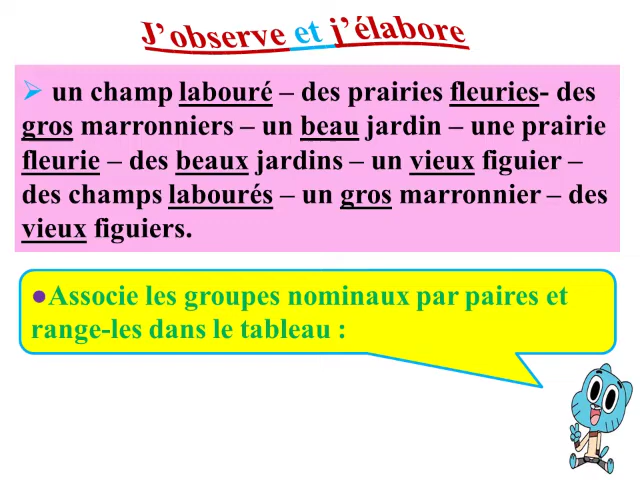 J'observe et j'élabore
➢ un champ labouré – des prairies fleuries- des
gros marronniers – un beau jardin – une prairie
fleurie – des beaux jardins – un vieux figuier –
des champs labourés – un gros marronnier – des
vieux figuiers.
●Associe les groupes nominaux par paires et
range-les dans le tableau :